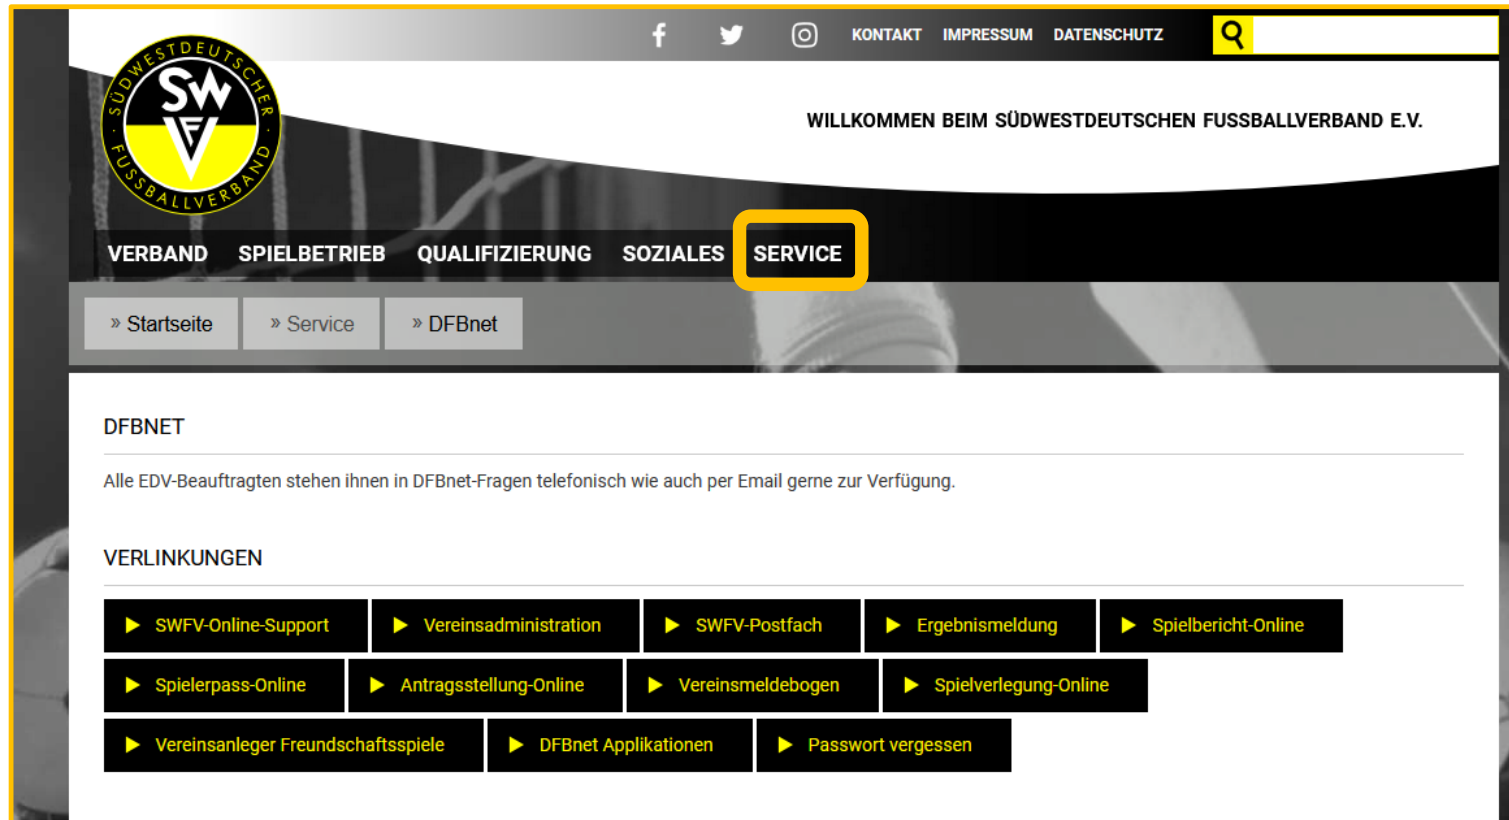 KONTAKT IMPRESSUM DATENSCHUTZ
SÜDWESTDEUTSCHER FUSSBALLVERBAND
SWFV
WILLKOMMEN BEIM SÜDWESTDEUTSCHEN FUSSBALLVERBAND E.V.
VERBAND SPIELBETRIEB QUALIFIZIERUNG SOZIALES SERVICE
» Startseite » Service » DFBnet
DFBNET
Alle EDV-Beauftragten stehen ihnen in DFBnet-Fragen telefonisch wie auch per Email gerne zur Verfügung.
VERLINKUNGEN
SWFV-Online-Support Vereinsadministration SWFV-Postfach Ergebnismeldung Spielbericht-Online
Spielerpass-Online Antragsstellung-Online Vereinsmeldebogen Spielverlegung-Online
Vereinsanleger Freundschaftsspiele DFBnet Applikationen Passwort vergessen